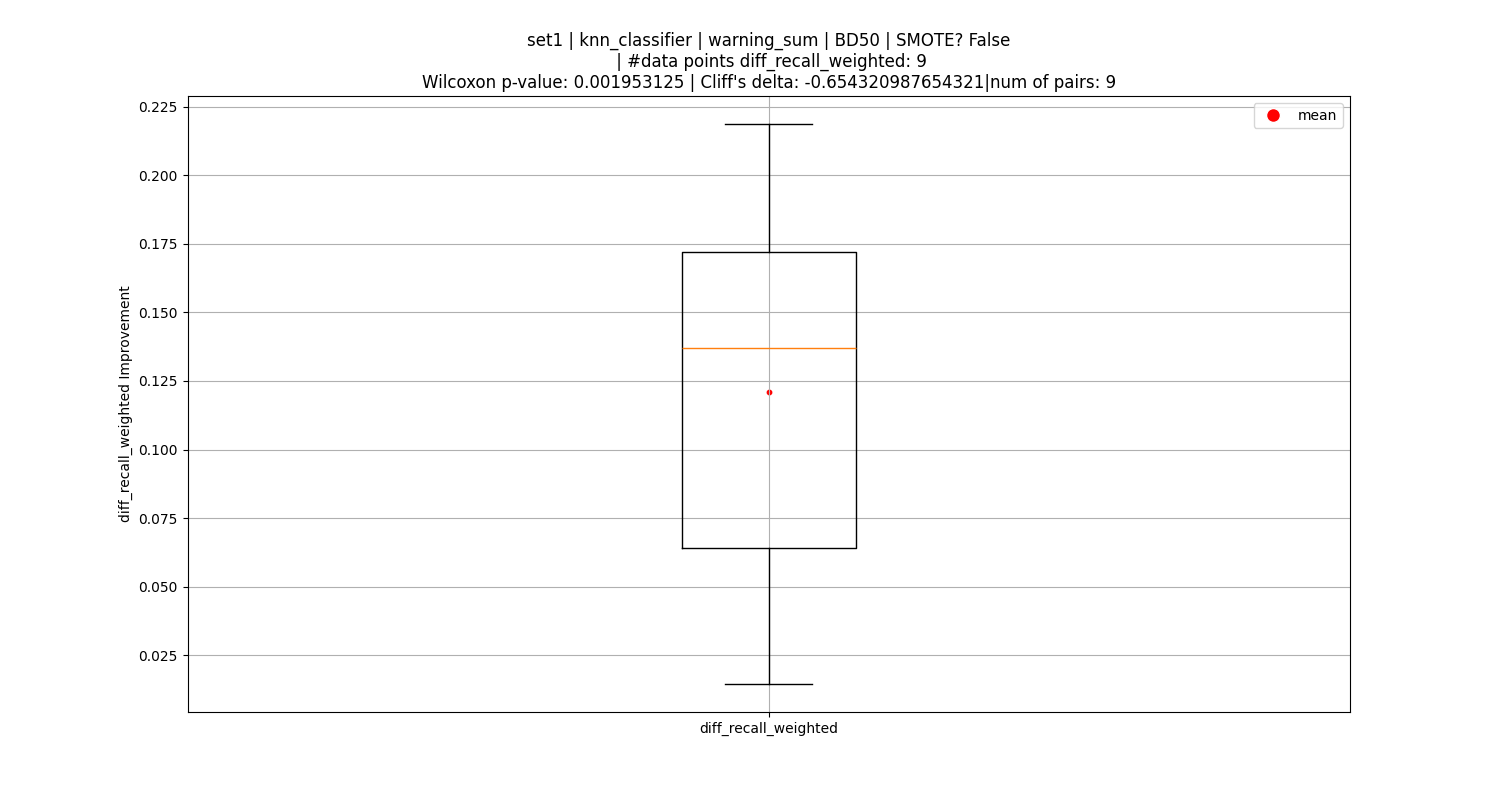 set1 | knn_classifier | warning_sum | BD50 | SMOTE? False
| #data points diff_recall_weighted: 9
Wilcoxon p-value: 0.001953125 | Cliff's delta: -0.654320987654321|num of pairs: 9
mean
0.225
0.200
0.175
0.150
0.125
0.100
0.075
0.050
0.025
diff_recall_weighted Improvement
diff_recall_weighted